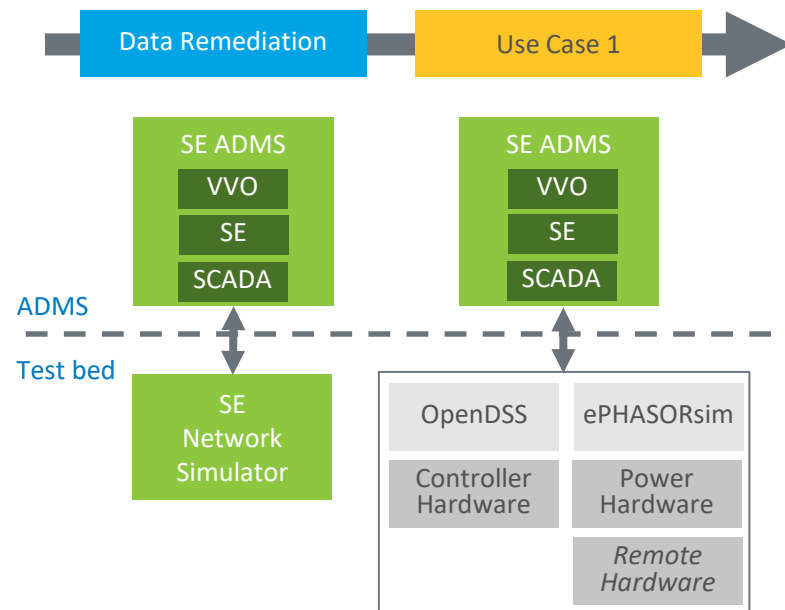 Data Remediation
Use Case 1
SE ADMS
VVO
SE
SCADA
SE ADMS
VVO
SE
SCADA
ADMS
Test bed
SE
Network
Simulator
OpenDSS
ePHASORsim
Controller
Hardware
Power
Hardware
Remote
Hardware